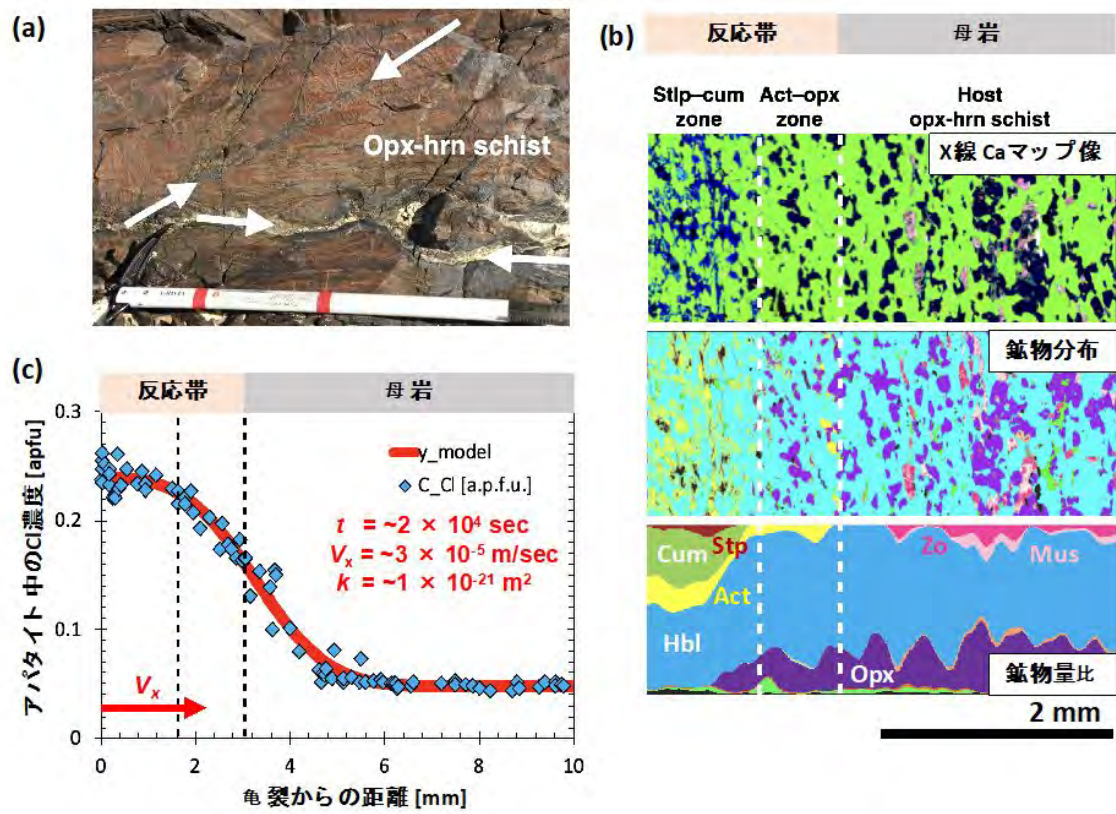 (a)
Opx-hrn schist
(b)
反応帯
母岩
Stlp–cum
zone
Act–opx
zone
Host
opx-hrn schist
X線 Caマップ像
鉱物分布
Stp
Cum
Act
Hbl
Zo
Mus
Opx
鉱物量比
2 mm
(c)
反応帯
母岩
アパタイト 中のCl濃度 [apfu]
0.3
0.2
0.1
0
y_model
C_Cl [a.p.f.u.]
t = ~2 × 10⁴ sec
Vₓ = ~3 × 10⁻⁵ m/sec
k = ~1 × 10⁻²¹ m²
Vₓ
0 2 4 6 8 10
亀裂からの距離 [mm]